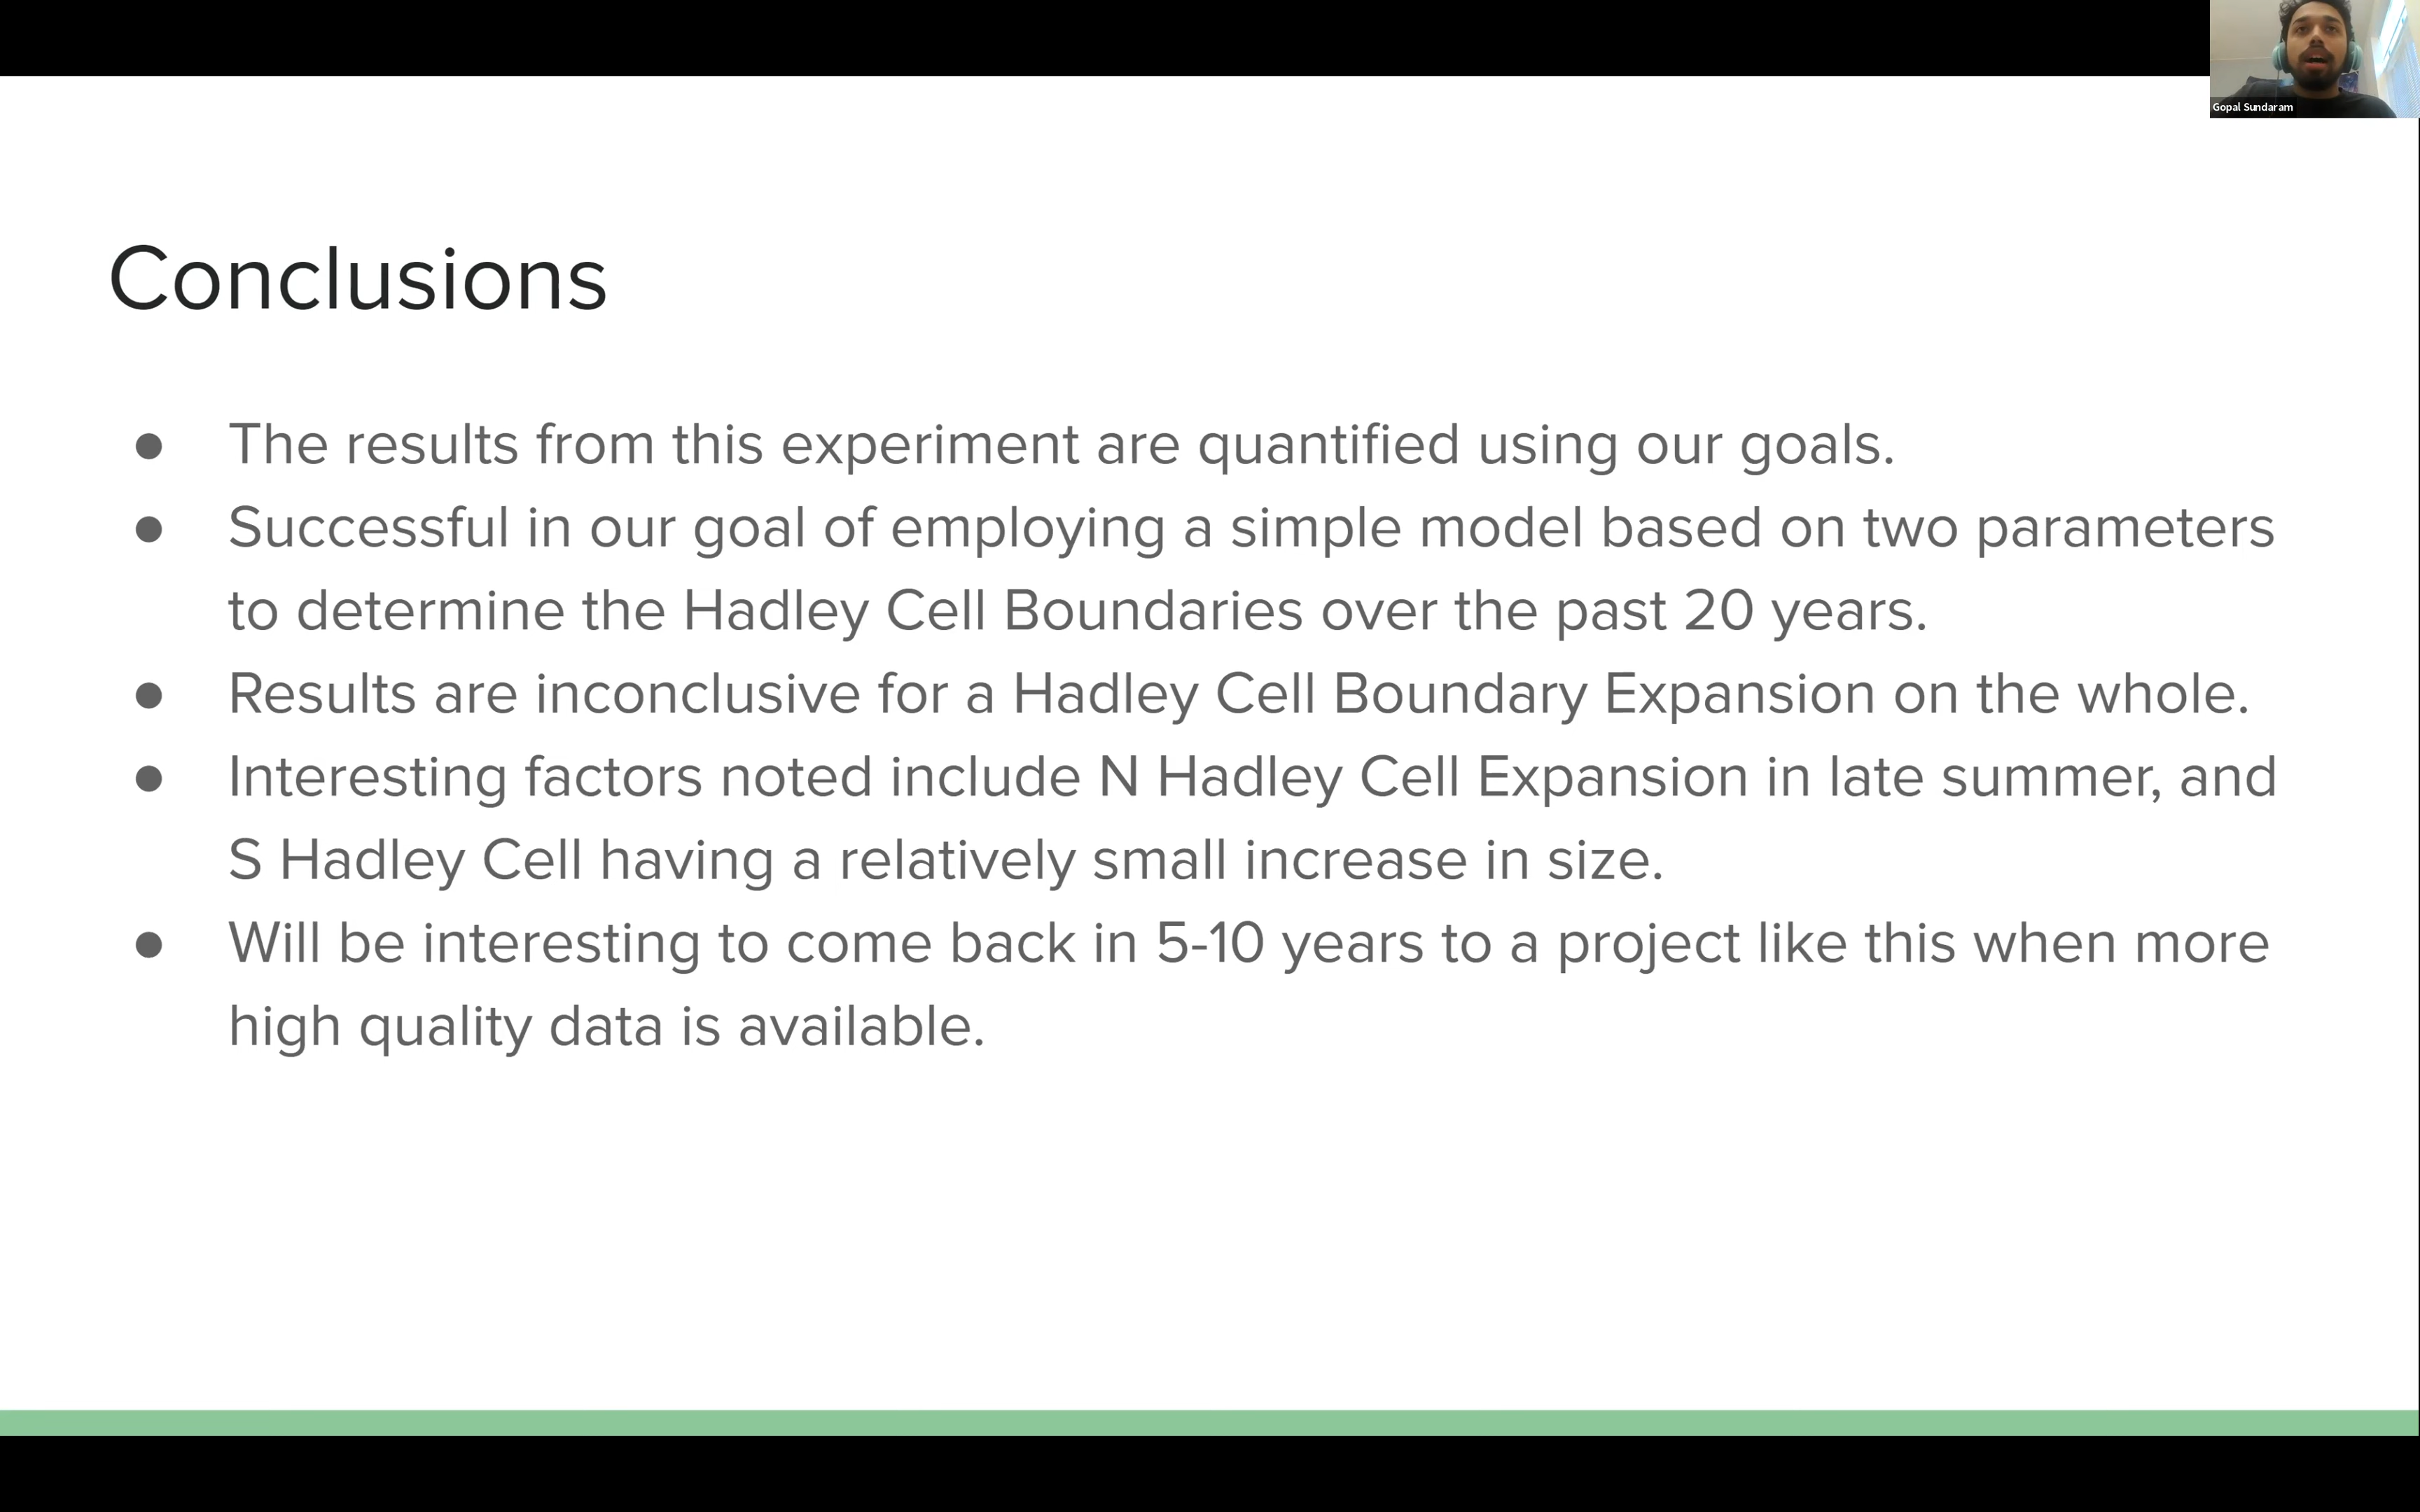 Gopal Sundaram
Conclusions
● The results from this experiment are quantified using our goals.
● Successful in our goal of employing a simple model based on two parameters
to determine the Hadley Cell Boundaries over the past 20 years.
● Results are inconclusive for a Hadley Cell Boundary Expansion on the whole.
● Interesting factors noted include N Hadley Cell Expansion in late summer, and
S Hadley Cell having a relatively small increase in size.
● Will be interesting to come back in 5-10 years to a project like this when more
high quality data is available.